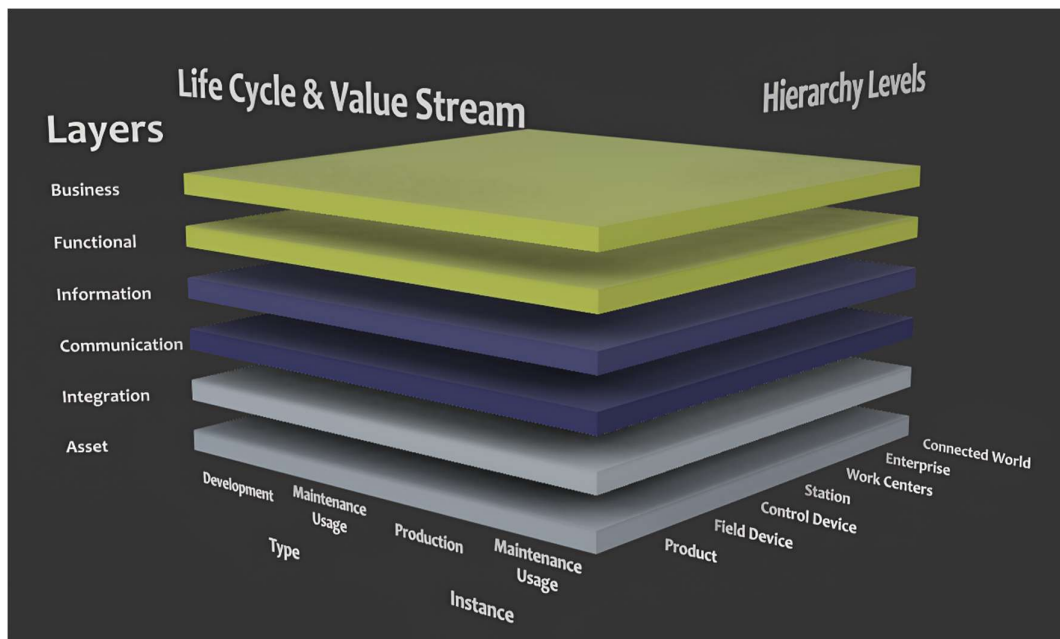 Life Cycle & Value Stream
Hierarchy Levels
Layers
Business
Functional
Information
Communication
Integration
Asset
Development
Maintenance
Usage
Production
Maintenance
Usage
Type
Instance
Product
Field Device
Control Device
Station
Work Centers
Enterprise
Connected World